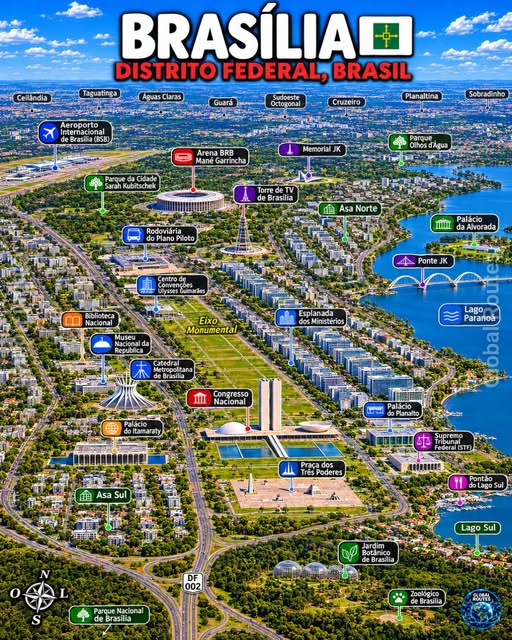 BRASÍLIA
DISTRITO FEDERAL, BRASIL
Ceilândia
Taguatinga
Águas Claras
Guará
Sudoeste
Octogonal
Cruzeiro
Planaltina
Sobradinho
Aeroporto
Internacional
de Brasília (BSB)
Arena BRB
Mané Garrincha
Memorial JK
Parque
Olhos d'Água
Parque da Cidade
Sarah Kubitschek
Torre de TV
de Brasília
Asa Norte
Palácio
da Alvorada
Rodoviária
do Plano Piloto
Ponte JK
Centro de
Convenções
Ulysses Guimarães
Biblioteca
Nacional
Eixo
Monumental
Esplanada
dos Ministérios
Lago
Paranoá
Museu
Nacional da
República
Catedral
Metropolitana
de Brasília
Congresso
Nacional
Palácio
do Planalto
Palácio
do Itamaraty
Supremo
Tribunal
Federal (STF)
Praça dos
Três Poderes
Pontão
do Lago Sul
Asa Sul
Lago Sul
Jardim
Botânico
de Brasília
DF
002
N
O
L
S
Parque Nacional
de Brasília
Zoológico
de Brasília
GLOBAL
ROUTES
Global Routes